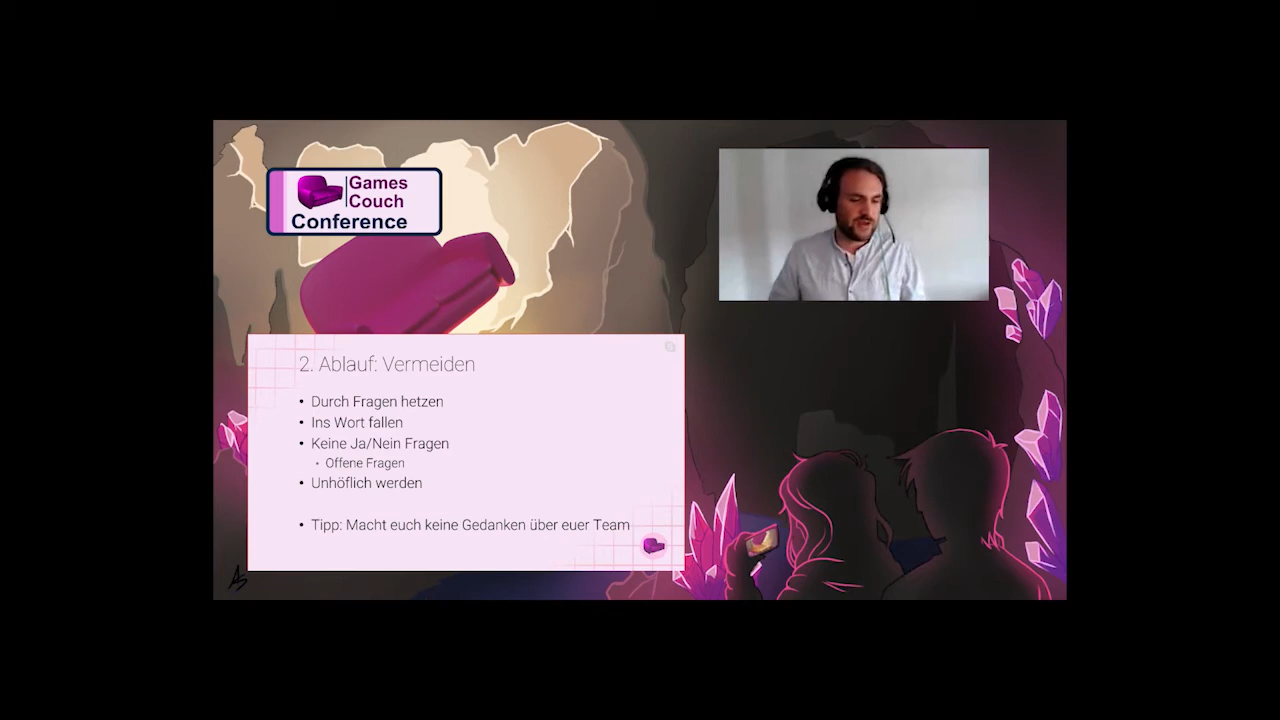 Games
Couch
Conference
2. Ablauf: Vermeiden
• Durch Fragen hetzen
• Ins Wort fallen
• Keine Ja/Nein Fragen
• Offene Fragen
• Unhöflich werden
• Tipp: Macht euch keine Gedanken über euer Team